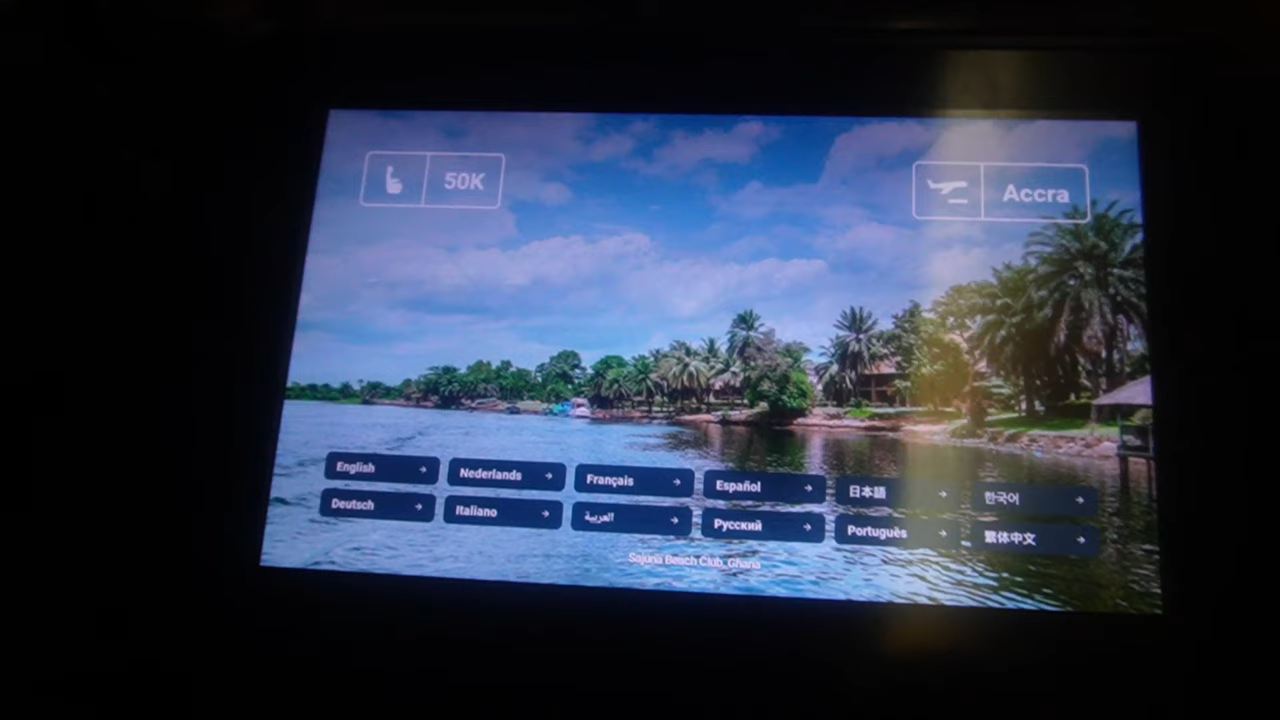 50K
Accra
English
Nederlands
Français
Español
日本語
한국어
Deutsch
Italiano
العربية
Русский
Português
繁体中文
Sajuna Beach Club, Ghana